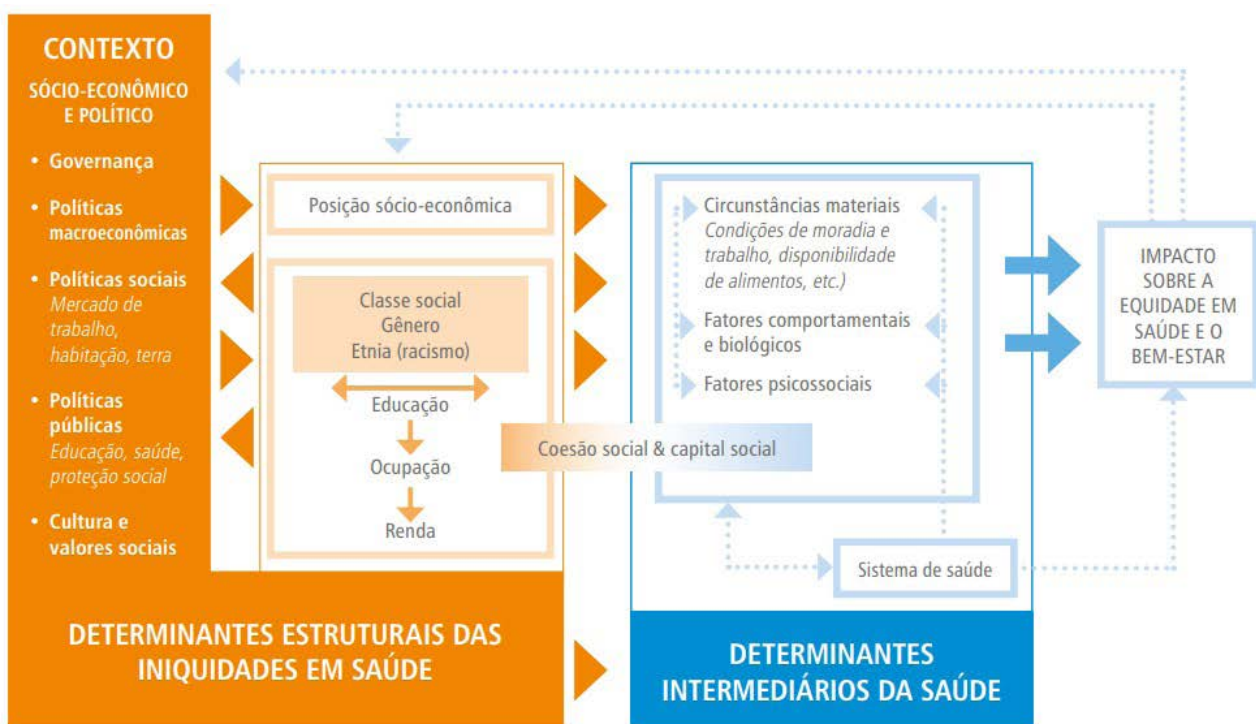 CONTEXTO
SÓCIO-ECONÔMICO
E POLÍTICO
• Governança
• Políticas
macroeconômicas
• Políticas sociais
Mercado de
trabalho,
habitação, terra
• Políticas
públicas
Educação, saúde,
proteção social
• Cultura e
valores sociais
Posição sócio-econômica
Classe social
Gênero
Etnia (racismo)
Educação
Ocupação
Renda
DETERMINANTES ESTRUTURAIS DAS
INIQUIDADES EM SAÚDE
Coesão social & capital social
Circunstâncias materiais
Condições de moradia e
trabalho, disponibilidade
de alimentos, etc.)
Fatores comportamentais
e biológicos
Fatores psicossociais
Sistema de saúde
DETERMINANTES
INTERMEDIÁRIOS DA SAÚDE
IMPACTO
SOBRE A
EQUIDADE EM
SAÚDE E O
BEM-ESTAR